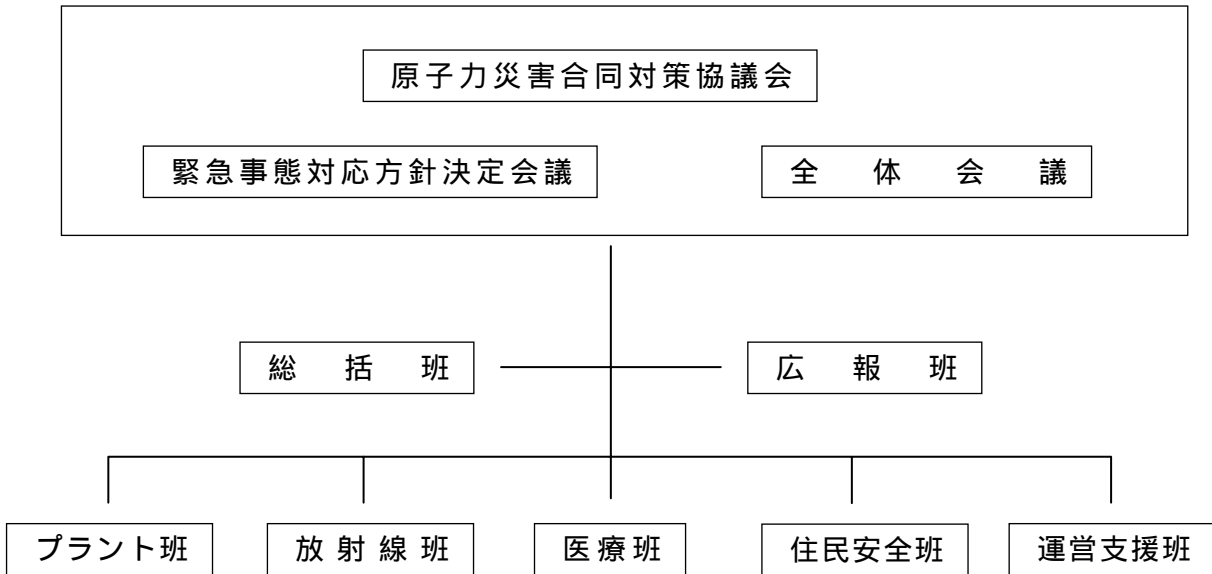 原子力災害合同対策協議会
緊急事態対応方針決定会議
全体会議
総括班
広報班
プラント班
放射線班
医療班
住民安全班
運営支援班